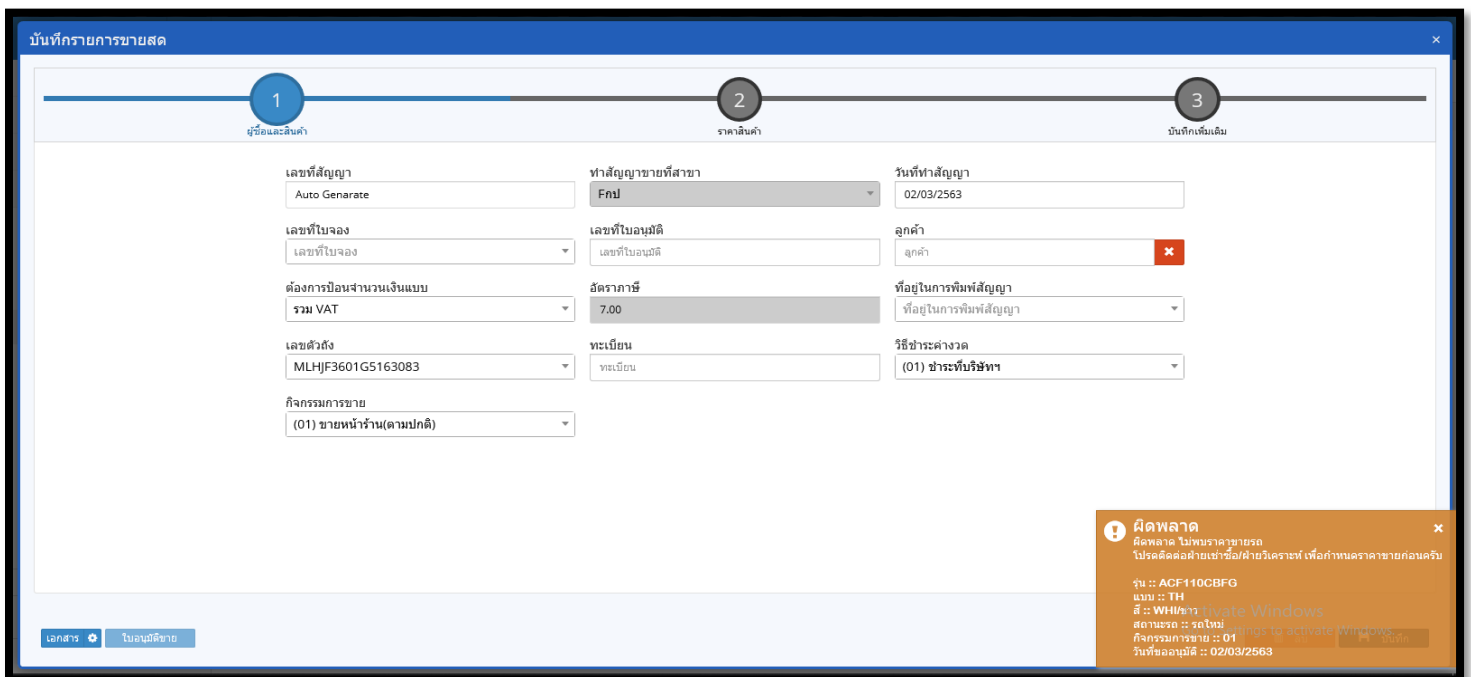 บันทึกรายการขายสด
×
1
2
3
ผู้ซื้อและสินค้า
ราคาสินค้า
บันทึกเพิ่มเติม
เลขที่สัญญา
ทำสัญญาขายที่สาขา
วันที่ทำสัญญา
Auto Genarate
Fกป
02/03/2563
เลขที่ใบจอง
เลขที่ใบอนุมัติ
ลูกค้า
เลขที่ใบจอง
เลขที่ใบอนุมัติ
ลูกค้า
ต้องการป้อนจำนวนเงินแบบ
อัตราภาษี
ที่อยู่ในการพิมพ์สัญญา
รวม VAT
7.00
ที่อยู่ในการพิมพ์สัญญา
เลขตัวถัง
ทะเบียน
วิธีชำระค่างวด
MLHJF3601G5163083
ทะเบียน
(01) ชำระที่บริษัทฯ
กิจกรรมการขาย
(01) ขายหน้าร้าน(ตามปกติ)
ผิดพลาด
ผิดพลาด ไม่พบราคาขายรถ
โปรดติดต่อฝ่ายเช่าซื้อ/ฝ่ายวิเคราะห์ เพื่อกำหนดราคาขายก่อนครับ
รุ่น :: ACF110CBFG
แบบ :: TH
สี :: WHI/ขาว
สถานะรถ :: รถใหม่
กิจกรรมการขาย :: 01
วันที่ขออนุมัติ :: 02/03/2563
Activate Windows
settings to activate Windows.
เอกสาร
ใบอนุมัติขาย
บันทึก